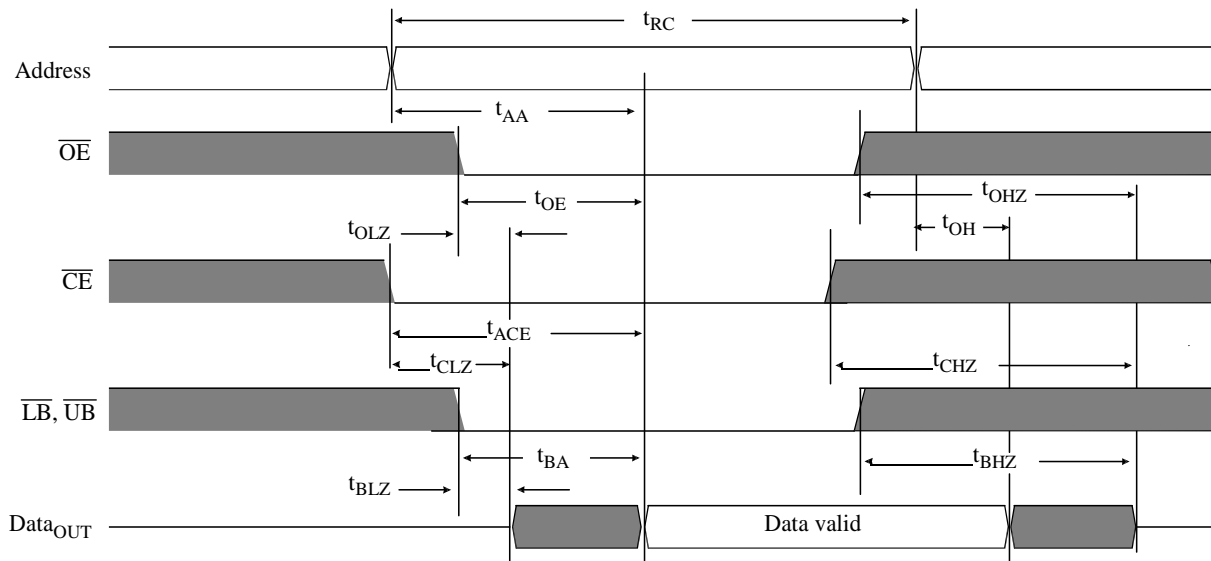 tRC
Address
tAA
OE
tOE
tOHZ
tOLZ
tOH
CE
tACE
tCLZ
tCHZ
LB, UB
tBA
tBHZ
tBLZ
DataOUT
Data valid